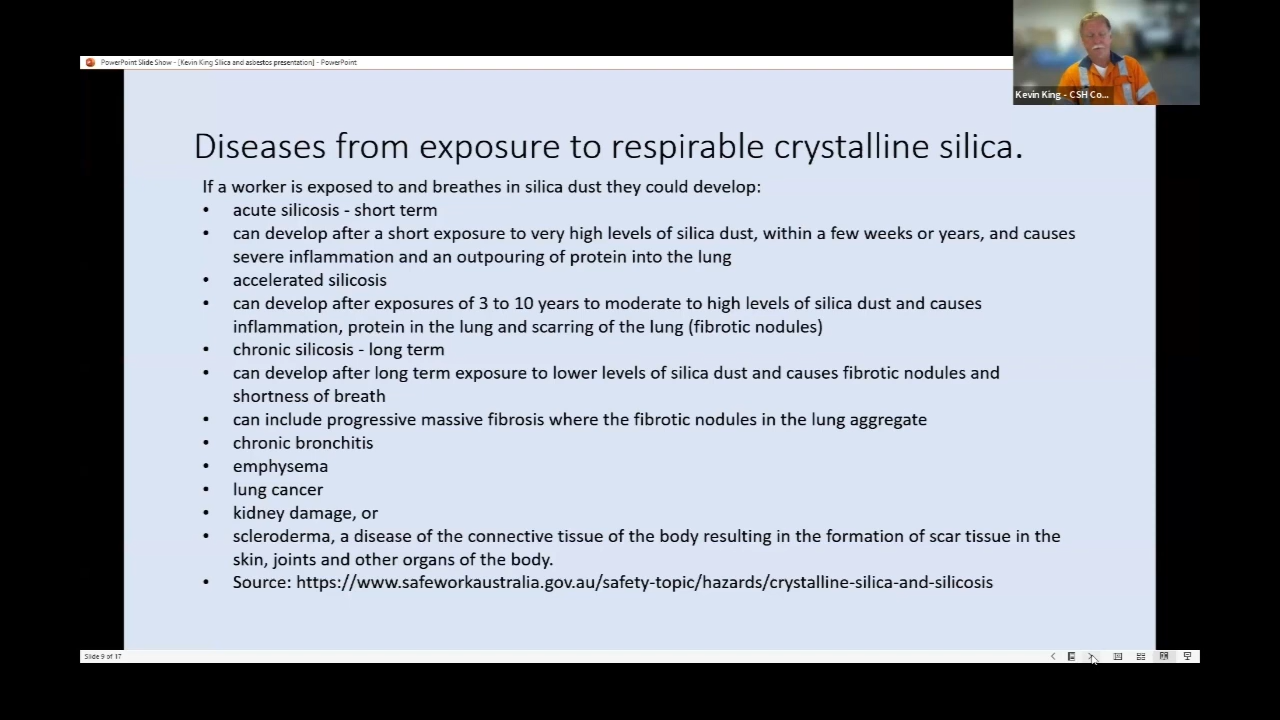 PowerPoint Slide Show - [Kevin King Silica and asbestos presentation] - PowerPoint
Kevin King - CSH Co...
Diseases from exposure to respirable crystalline silica.
If a worker is exposed to and breathes in silica dust they could develop:
• acute silicosis - short term
• can develop after a short exposure to very high levels of silica dust, within a few weeks or years, and causes
severe inflammation and an outpouring of protein into the lung
• accelerated silicosis
• can develop after exposures of 3 to 10 years to moderate to high levels of silica dust and causes
inflammation, protein in the lung and scarring of the lung (fibrotic nodules)
• chronic silicosis - long term
• can develop after long term exposure to lower levels of silica dust and causes fibrotic nodules and
shortness of breath
• can include progressive massive fibrosis where the fibrotic nodules in the lung aggregate
• chronic bronchitis
• emphysema
• lung cancer
• kidney damage, or
• scleroderma, a disease of the connective tissue of the body resulting in the formation of scar tissue in the
skin, joints and other organs of the body.
• Source: https://www.safeworkaustralia.gov.au/safety-topic/hazards/crystalline-silica-and-silicosis
Slide 9 of 17